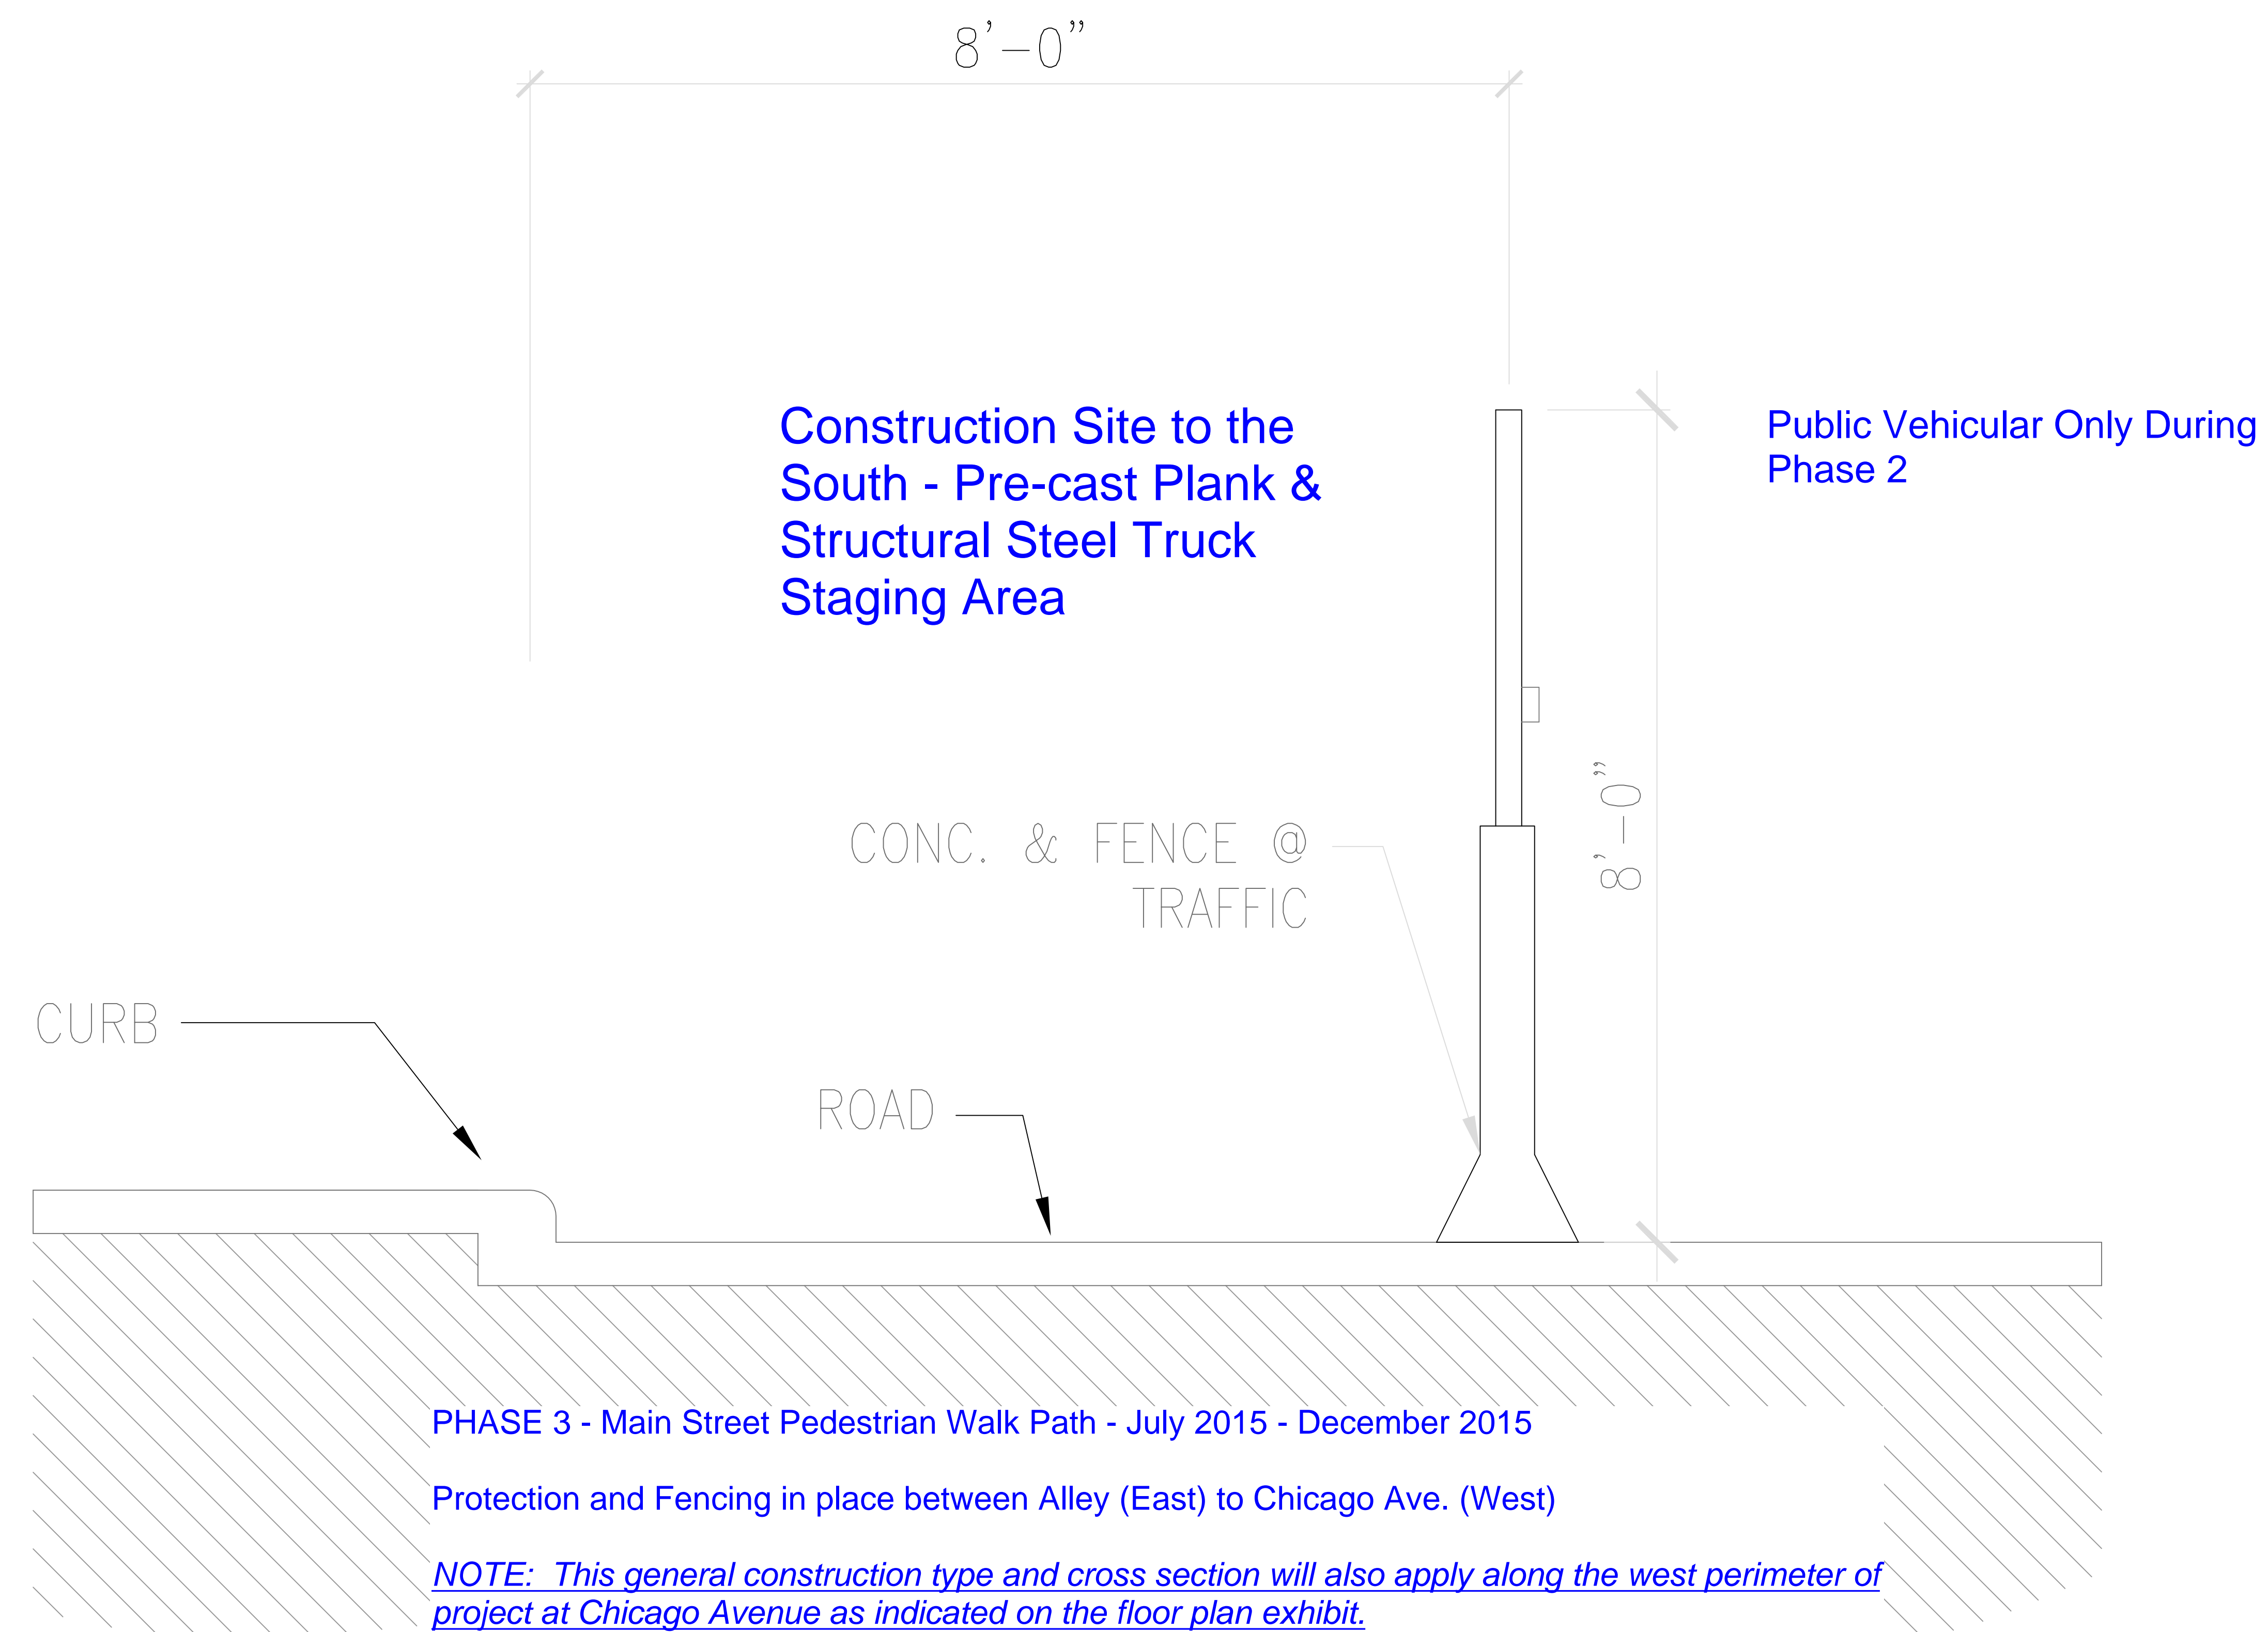 8'-0"
Construction Site to the
South - Pre-cast Plank &
Structural Steel Truck
Staging Area
Public Vehicular Only During
Phase 2
8'-0"
CONC. & FENCE @
TRAFFIC
CURB
ROAD
PHASE 3 - Main Street Pedestrian Walk Path - July 2015 - December 2015
Protection and Fencing in place between Alley (East) to Chicago Ave. (West)
NOTE:  This general construction type and cross section will also apply along the west perimeter of
project at Chicago Avenue as indicated on the floor plan exhibit.